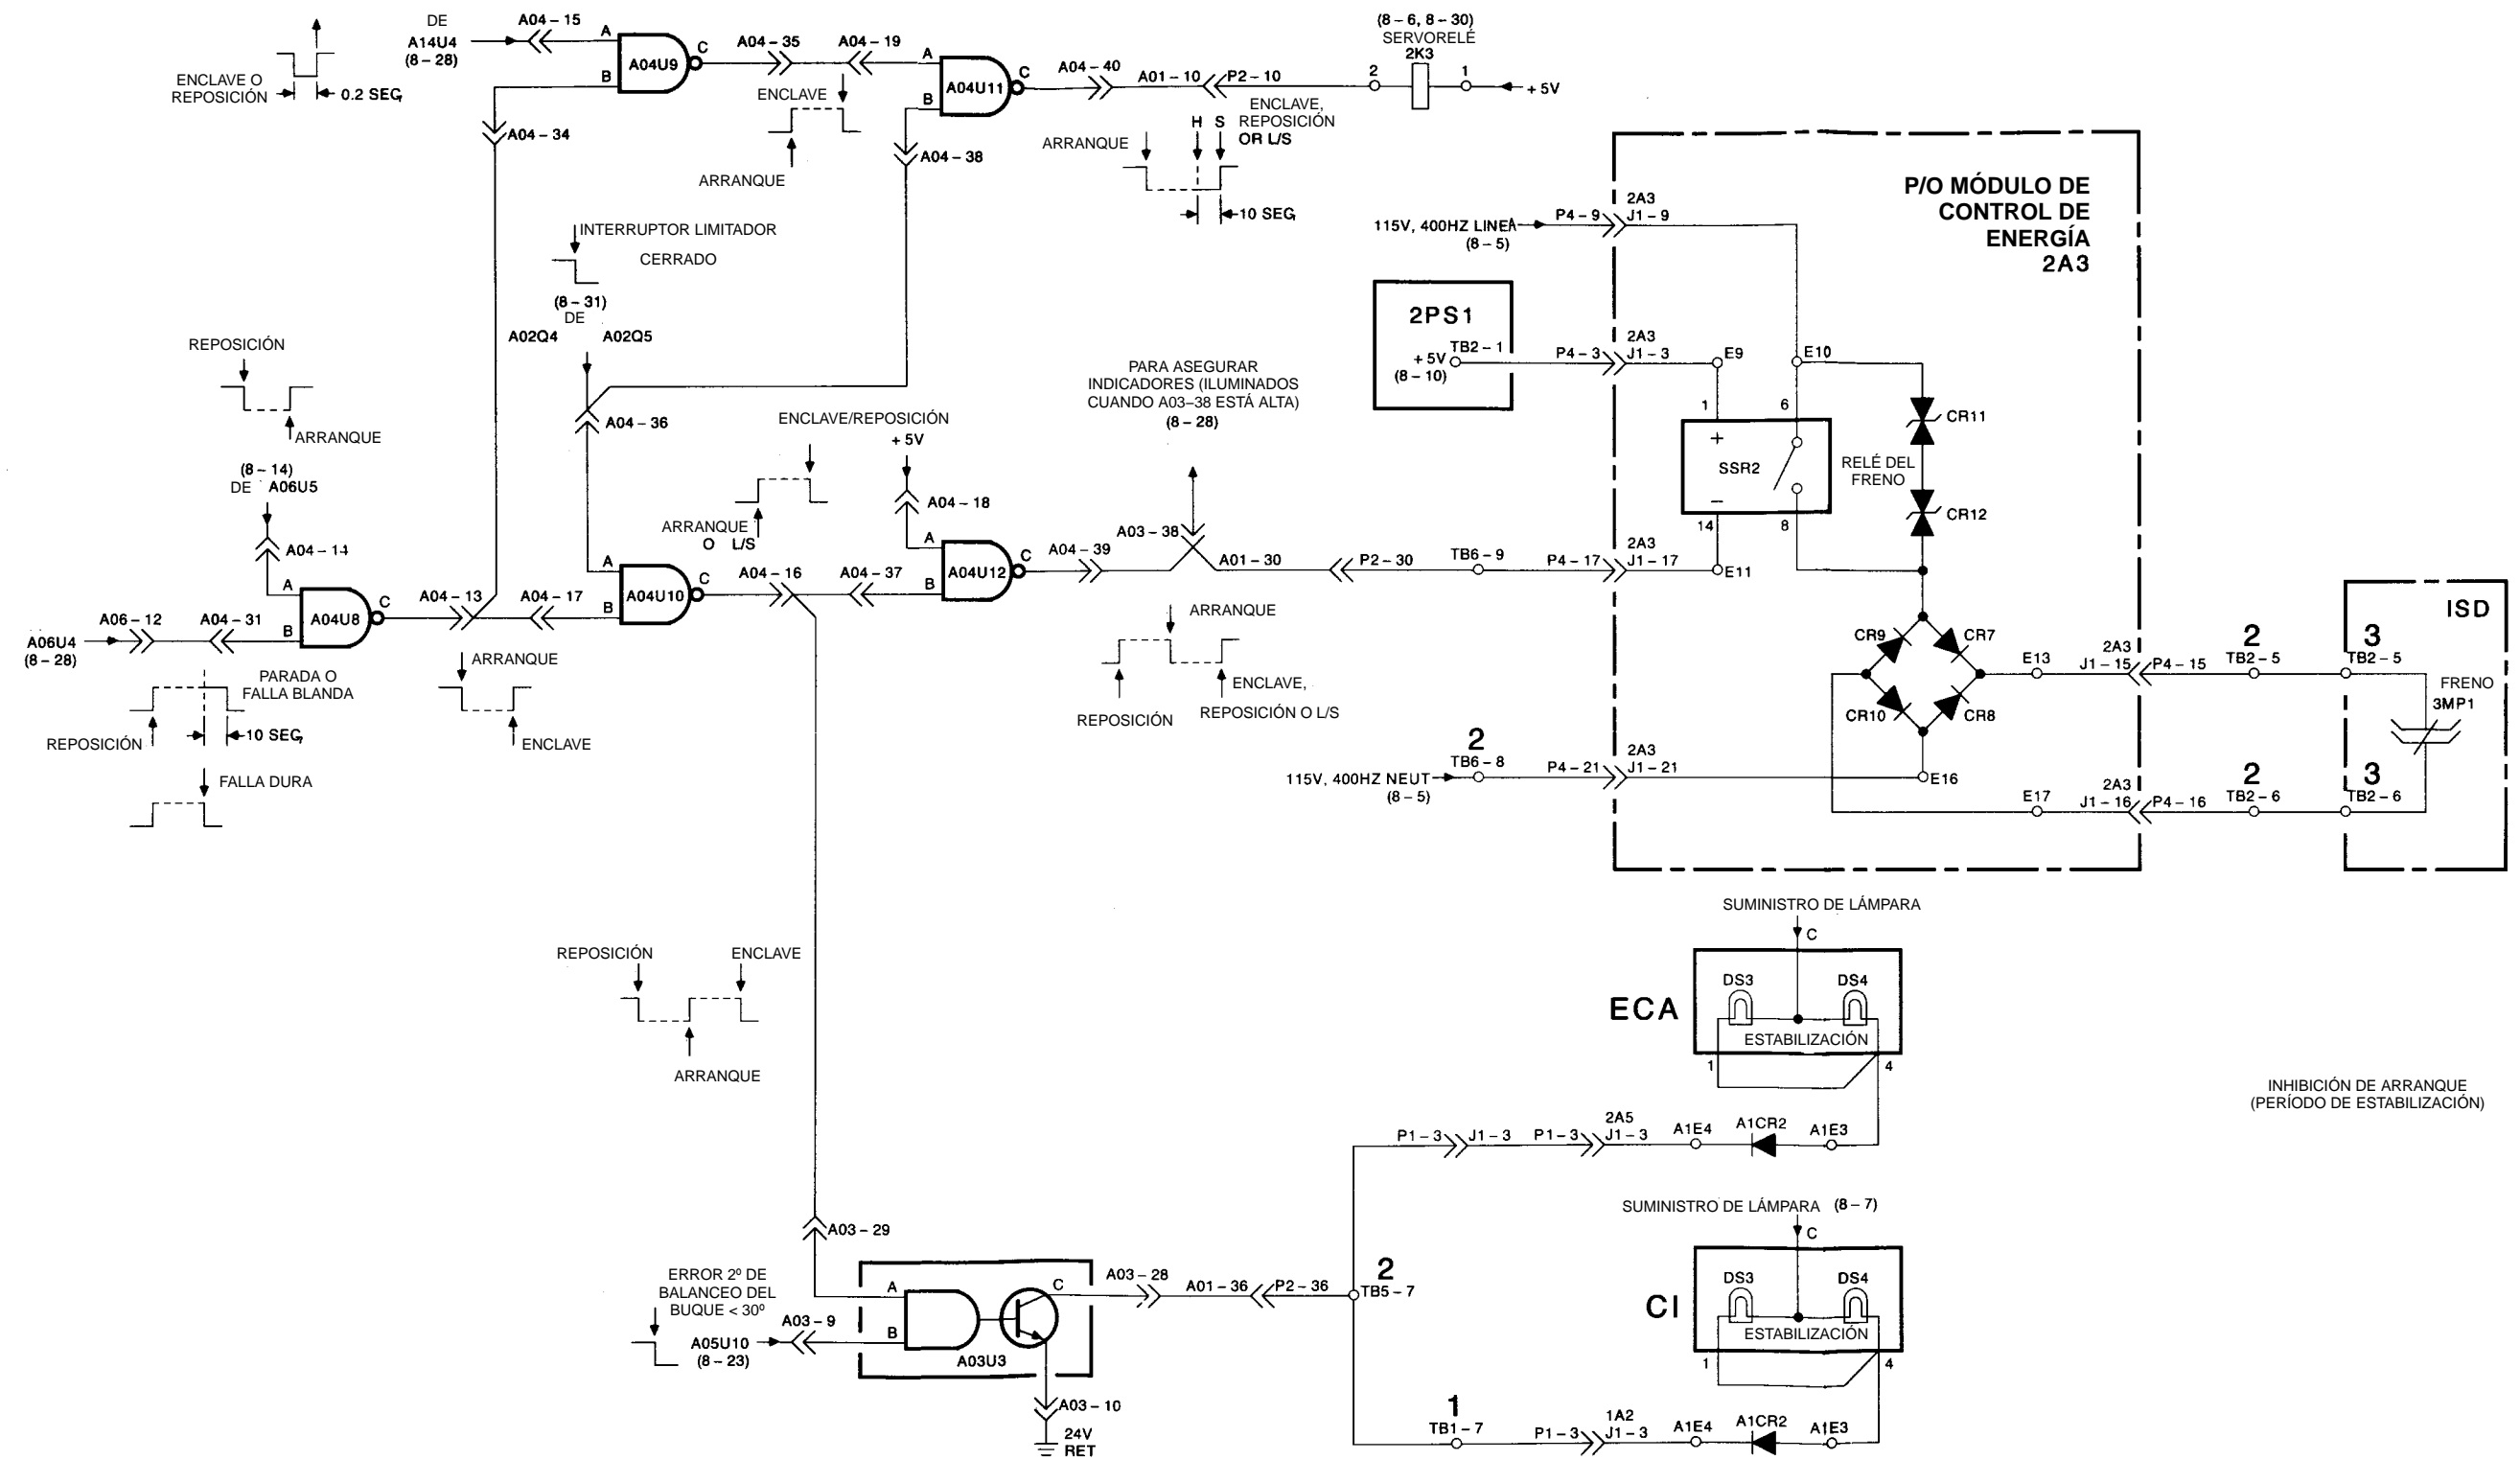 DE
A14U4
(8–28)
A04–15
A
B
A04U9
C
A04–35
A04–19
A
B
A04U11
C
A04–40
A01–10
P2–10
(8–6, 8–30)
SERVORELÉ
2K3
2
1
+5V
ENCLAVE O
REPOSICIÓN
0.2 SEG,
A04–34
ENCLAVE
ARRANQUE
A04–38
ARRANQUE
H S
ENCLAVE,
REPOSICIÓN
OR L/S
10 SEG,
INTERRUPTOR LIMITADOR
CERRADO
(8–31)
DE
A02Q4
A02Q5
A04–36
P/O MÓDULO DE
CONTROL DE
ENERGÍA
2A3
115V, 400HZ LINEA
(8–5)
P4–9
2A3
J1–9
2PS1
+5V
(8–10)
TB2–1
P4–3
2A3
J1–3
E9
E10
1
6
+
SSR2
–
14
8
RELÉ DEL
FRENO
CR11
CR12
REPOSICIÓN
ARRANQUE
(8–14)
DE A06U5
A04–14
A06U4
(8–28)
A06–12
A04–31
A
B
A04U8
C
A04–13
A04–17
A
B
A04U10
C
A04–16
A04–37
ENCLAVE/REPOSICIÓN
+5V
A04–18
ARRANQUE
O L/S
A
B
A04U12
C
A04–39
PARA ASEGURAR
INDICADORES (ILUMINADOS
CUANDO A03–38 ESTÁ ALTA)
(8–28)
A03–38
A01–30
P2–30
TB6–9
P4–17
2A3
J1–17
E11
PARADA O
FALLA BLANDA
REPOSICIÓN
10 SEG,
FALLA DURA
ARRANQUE
ENCLAVE
ARRANQUE
REPOSICIÓN
ENCLAVE,
REPOSICIÓN O L/S
CR9
CR7
CR10
CR8
E13
2A3
J1–15
P4–15
2
TB2–5
3
TB2–5
ISD
FRENO
3MP1
115V, 400HZ NEUT
(8–5)
2
TB6–8
P4–21
2A3
J1–21
E16
E17
2A3
J1–16
P4–16
2
TB2–6
3
TB2–6
REPOSICIÓN
ENCLAVE
ARRANQUE
SUMINISTRO DE LÁMPARA
C
ECA
DS3
DS4
ESTABILIZACIÓN
1
4
INHIBICIÓN DE ARRANQUE
(PERÍODO DE ESTABILIZACIÓN)
P1–3
J1–3
P1–3
2A5
J1–3
A1E4
A1CR2
A1E3
A03–29
ERROR 2º DE
BALANCEO DEL
BUQUE < 30º
A05U10
(8–23)
A03–9
A
B
A03U3
C
A03–28
A01–36
P2–36
2
TB5–7
A03–10
24V
RET
SUMINISTRO DE LÁMPARA (8–7)
C
CI
DS3
DS4
ESTABILIZACIÓN
1
4
1
TB1–7
P1–3
1A2
J1–3
A1E4
A1CR2
A1E3